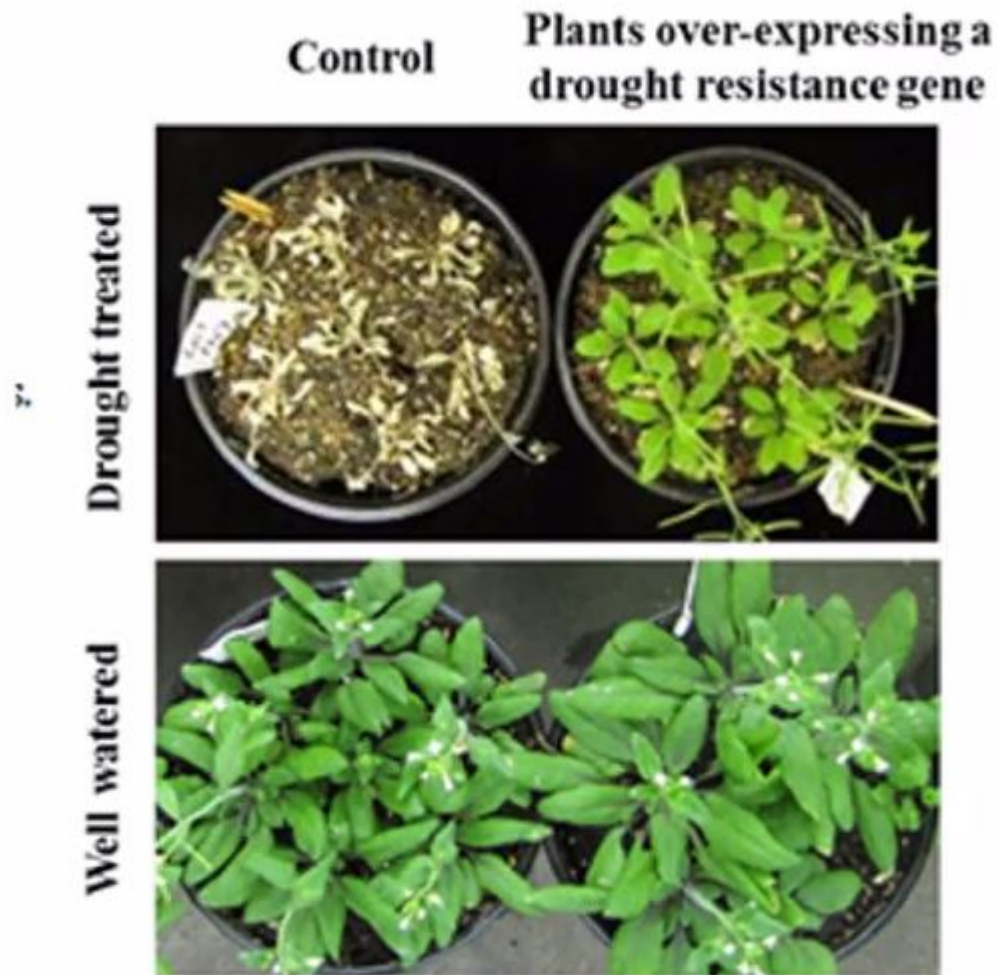 Control
Plants over-expressing a
drought resistance gene
Drought treated
Well watered